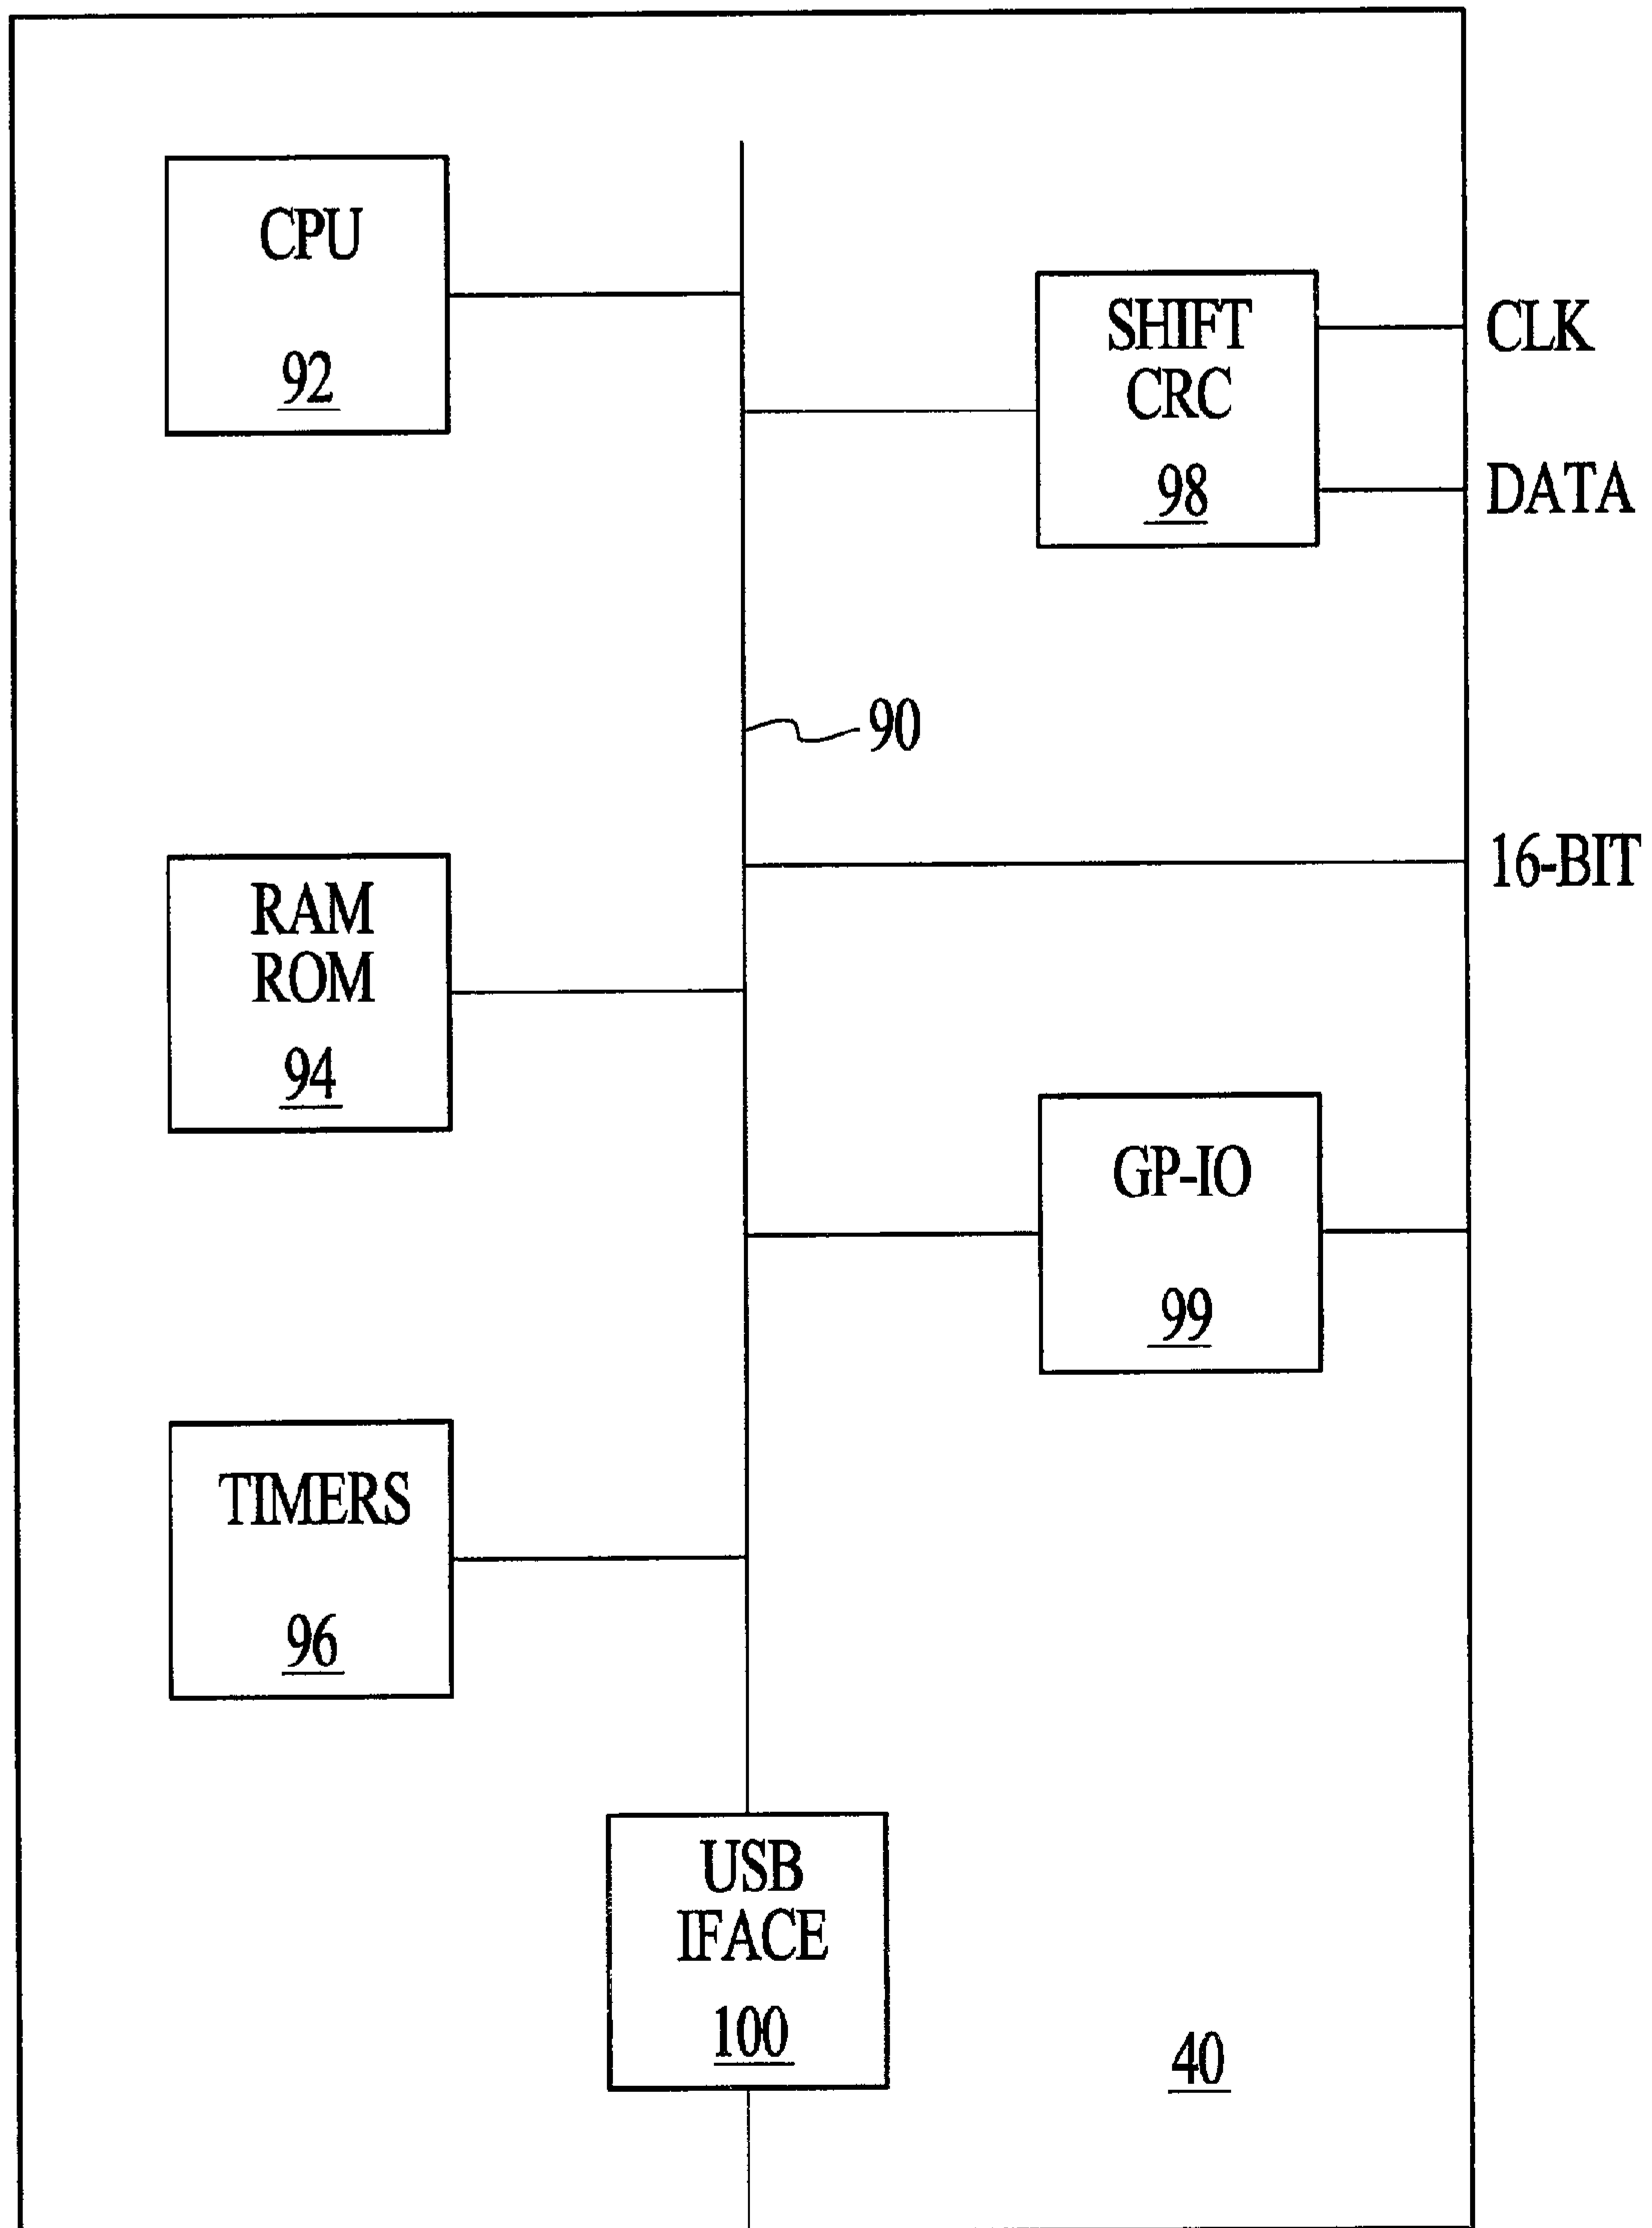 CPU
92
SHIFT
CRC
98
CLK
DATA
90
16-BIT
RAM
ROM
94
GP-IO
99
TIMERS
96
USB
IFACE
100
40